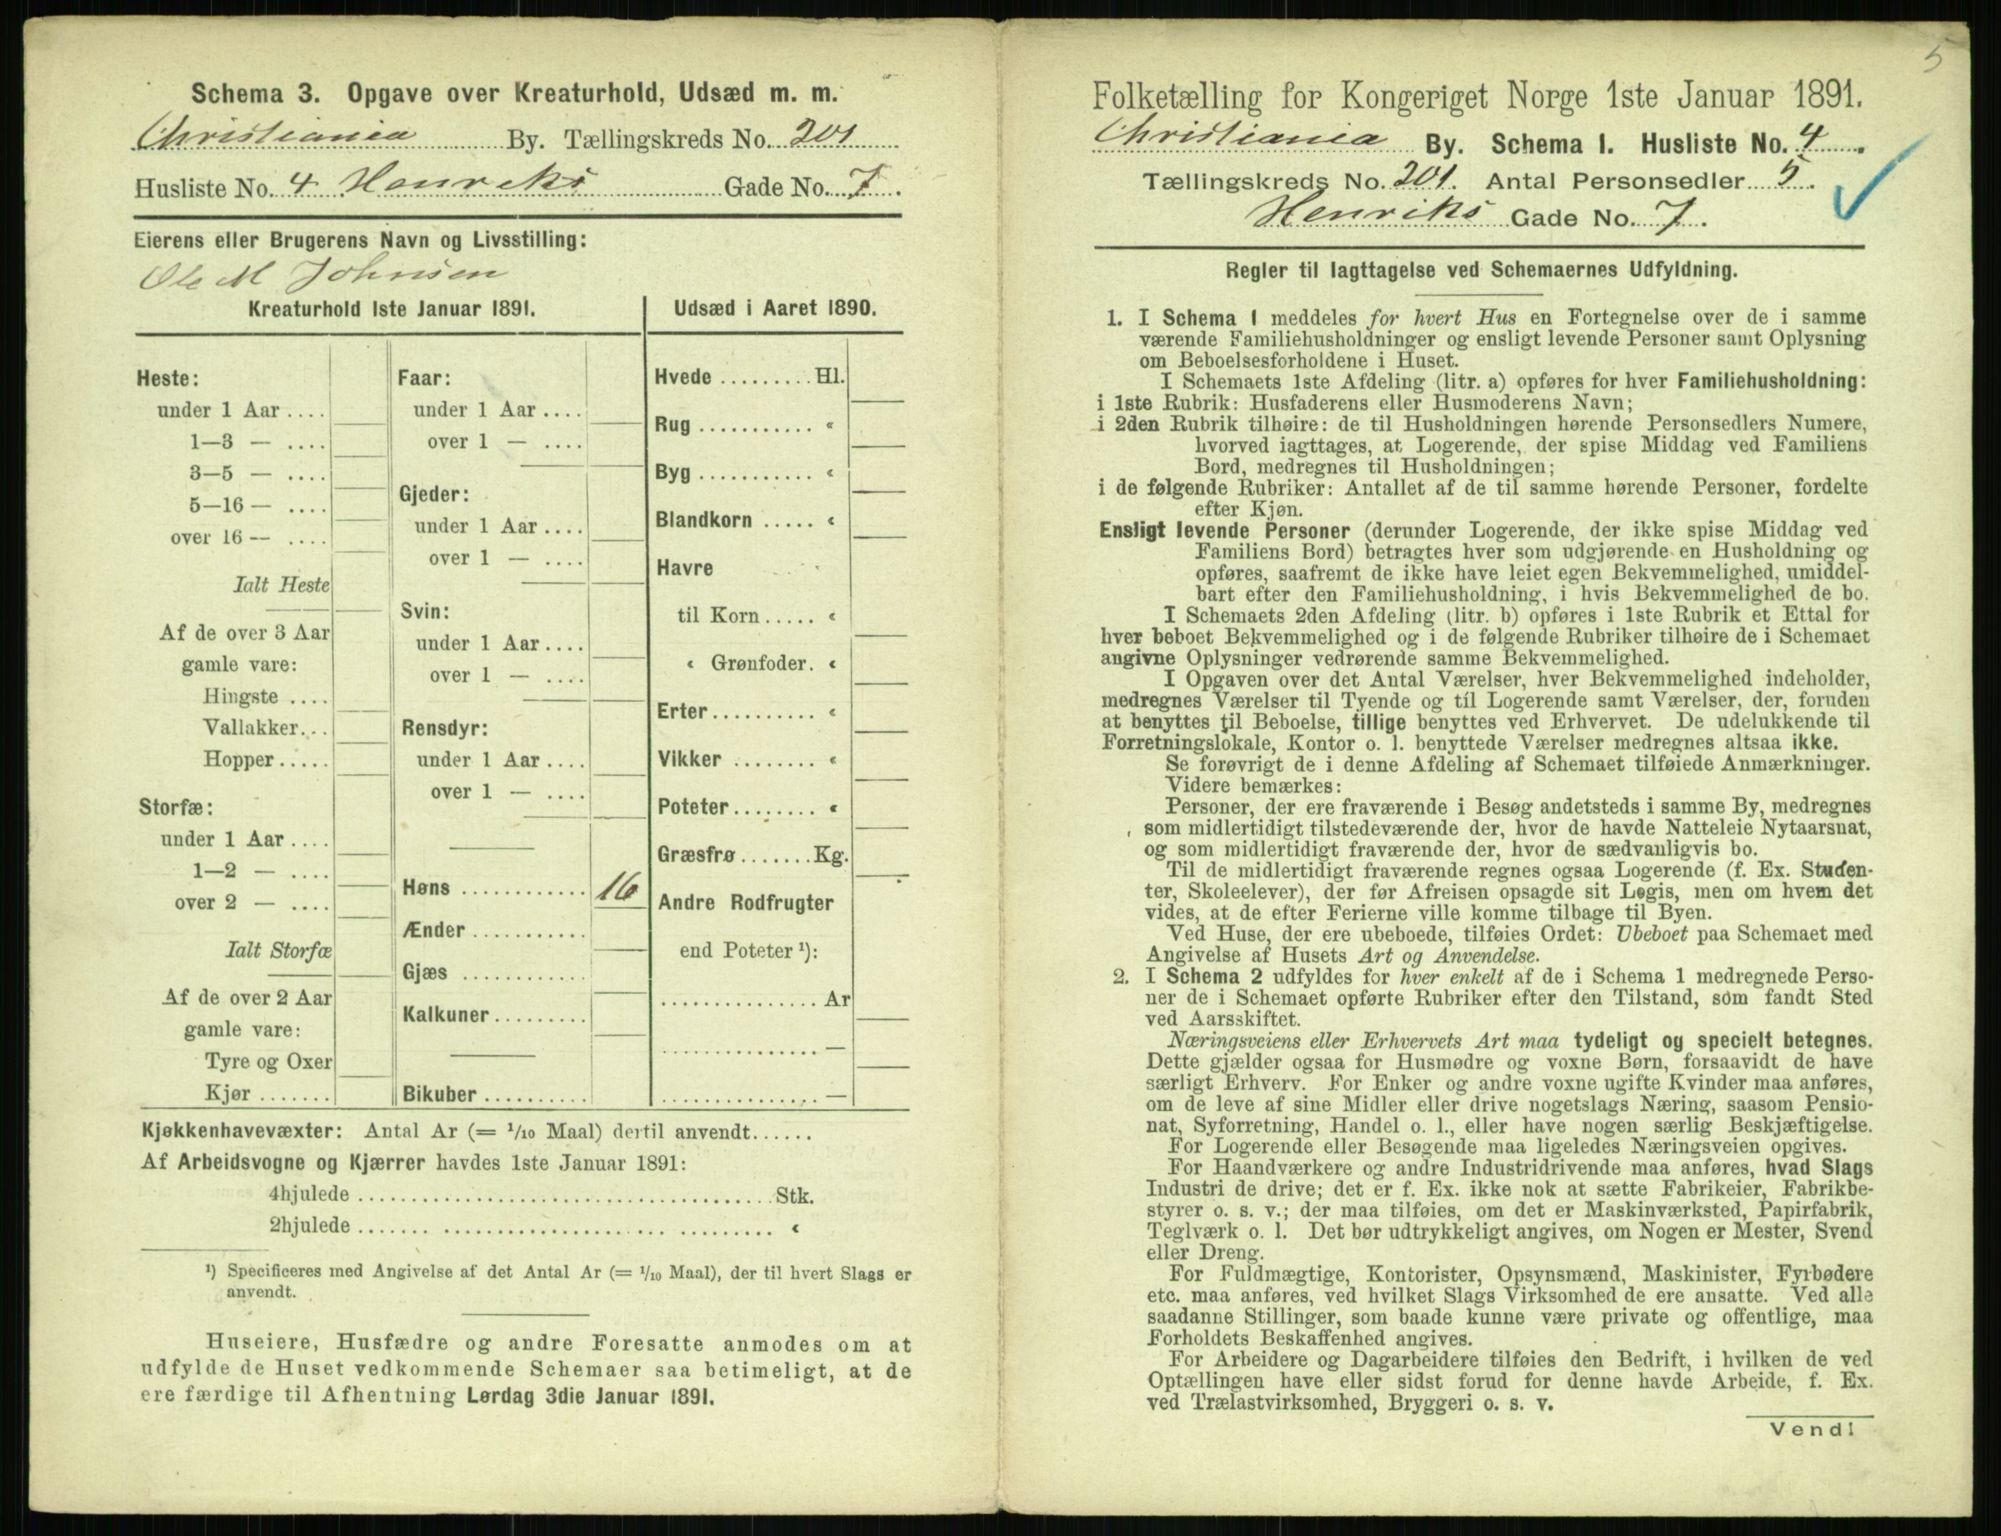 Schema 3. Opgave over Kreaturhold, Udsæd m. m.
Christiania By. Tællingskreds No. 201
Husliste No. 4 Henriks Gade No. 7.
Eierens eller Brugerens Navn og Livsstilling:
Ole M Johnsen
Kreaturhold 1ste Januar 1891.
Heste:
under 1 Aar ....
1—3 — ....
3—5 — ....
5—16 — ....
over 16 — ....
Ialt Heste
Af de over 3 Aar
gamle vare:
Hingste ....
Vallakker...
Hopper .....
Storfæ:
under 1 Aar ....
1—2 — ....
over 2 — ....
Ialt Storfæ
Af de over 2 Aar
gamle vare:
Tyre og Oxer
Kjør .......
Faar:
under 1 Aar ....
over 1 — ....
Gjeder:
under 1 Aar ....
over 1 — ....
Svin:
under 1 Aar ....
over 1 — ....
Rensdyr:
under 1 Aar ....
over 1 — ....
Høns ........... 16
Ænder ..........
Gjæs ...........
Kalkuner.........
Bikuber ..........
Udsæd i Aaret 1890.
Hvede ......... Hl.
Rug ........... «
Byg ........... «
Blandkorn ..... «
Havre
til Korn ..... «
« Grønfoder. «
Erter.......... «
Vikker ........ «
Poteter........ «
Græsfrø ....... Kg.
Andre Rodfrugter
end Poteter ¹):
............... Ar
............... —
............... —
Kjøkkenhavevæxter: Antal Ar (= 1/10 Maal) dertil anvendt......
Af Arbeidsvogne og Kjærrer havdes 1ste Januar 1891:
4hjulede ........................................ Stk.
2hjulede ........................................ «
¹) Specificeres med Angivelse af det Antal Ar (= 1/10 Maal), der til hvert Slags er
anvendt.
Huseiere, Husfædre og andre Foresatte anmodes om at
udfylde de Huset vedkommende Schemaer saa betimeligt, at de
ere færdige til Afhentning Lørdag 3die Januar 1891.
5
Folketælling for Kongeriget Norge 1ste Januar 1891.
Christiania By. Schema I. Husliste No. 4.
Tællingskreds No. 201. Antal Personsedler 5.
Henriks Gade No. 7.
Regler til Iagttagelse ved Schemaernes Udfyldning.
1. I Schema 1 meddeles for hvert Hus en Fortegnelse over de i samme
værende Familiehusholdninger og ensligt levende Personer samt Oplysning
om Beboelsesforholdene i Huset.
I Schemaets 1ste Afdeling (litr. a) opføres for hver Familiehusholdning:
i 1ste Rubrik: Husfaderens eller Husmoderens Navn;
i 2den Rubrik tilhøire: de til Husholdningen hørende Personsedlers Numere,
hvorved iagttages, at Logerende, der spise Middag ved Familiens
Bord, medregnes til Husholdningen;
i de følgende Rubriker: Antallet af de til samme hørende Personer, fordelte
efter Kjøn.
Ensligt levende Personer (derunder Logerende, der ikke spise Middag ved
Familiens Bord) betragtes hver som udgjørende en Husholdning og
opføres, saafremt de ikke have leiet egen Bekvemmelighed, umiddel-
bart efter den Familiehusholdning, i hvis Bekvemmelighed de bo.
I Schemaets 2den Afdeling (litr. b) opføres i 1ste Rubrik et Ettal for
hver beboet Bekvemmelighed og i de følgende Rubriker tilhøire de i Schemaet
angivne Oplysninger vedrørende samme Bekvemmelighed.
I Opgaven over det Antal Værelser, hver Bekvemmelighed indeholder,
medregnes Værelser til Tyende og til Logerende samt Værelser, der, foruden
at benyttes til Beboelse, tillige benyttes ved Erhvervet. De udelukkende til
Forretningslokale, Kontor o. l. benyttede Værelser medregnes altsaa ikke.
Se forøvrigt de i denne Afdeling af Schemaet tilføiede Anmærkninger.
Videre bemærkes:
Personer, der ere fraværende i Besøg andetsteds i samme By, medregnes
som midlertidigt tilstedeværende der, hvor de havde Natteleie Nytaarsnat,
og som midlertidigt fraværende der, hvor de sædvanligvis bo.
Til de midlertidigt fraværende regnes ogsaa Logerende (f. Ex. Studen-
ter, Skoleelever), der før Afreisen opsagde sit Logis, men om hvem det
vides, at de efter Ferierne ville komme tilbage til Byen.
Ved Huse, der ere ubeboede, tilføies Ordet: Ubeboet paa Schemaet med
Angivelse af Husets Art og Anvendelse.
2. I Schema 2 udfyldes for hver enkelt af de i Schema 1 medregnede Perso-
ner de i Schemaet opførte Rubriker efter den Tilstand, som fandt Sted
ved Aarsskiftet.
Næringsveiens eller Erhvervets Art maa tydeligt og specielt betegnes.
Dette gjælder ogsaa for Husmødre og voxne Børn, forsaavidt de have
særligt Erhverv. For Enker og andre voxne ugifte Kvinder maa anføres,
om de leve af sine Midler eller drive nogetslags Næring, saasom Pensio-
nat, Syforretning, Handel o. l., eller have nogen særlig Beskjæftigelse.
For Logerende eller Besøgende maa ligeledes Næringsveien opgives.
For Haandværkere og andre Industridrivende maa anføres, hvad Slags
Industri de drive; det er f. Ex. ikke nok at sætte Fabrikeier, Fabrikbe-
styrer o. s. v.; der maa tilføies, om det er Maskinværksted, Papirfabrik,
Teglværk o. l. Det bør udtrykkeligt angives, om Nogen er Mester, Svend
eller Dreng.
For Fuldmægtige, Kontorister, Opsynsmænd, Maskinister, Fyrbødere
etc. maa anføres, ved hvilket Slags Virksomhed de ere ansatte. Ved alle
saadanne Stillinger, som baade kunne være private og offentlige, maa
Forholdets Beskaffenhed angives.
For Arbeidere og Dagarbeidere tilføies den Bedrift, i hvilken de ved
Optællingen have eller sidst forud for denne havde Arbeide, f. Ex.
ved Trælastvirksomhed, Bryggeri o. s. v.
Vend!